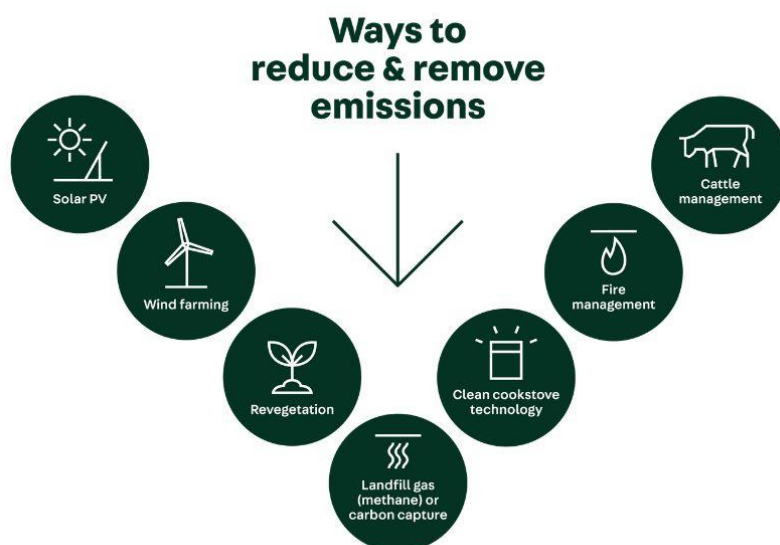 Ways to
reduce & remove
emissions
Solar PV
Wind farming
Revegetation
Landfill gas
(methane) or
carbon capture
Clean cookstove
technology
Fire
management
Cattle
management